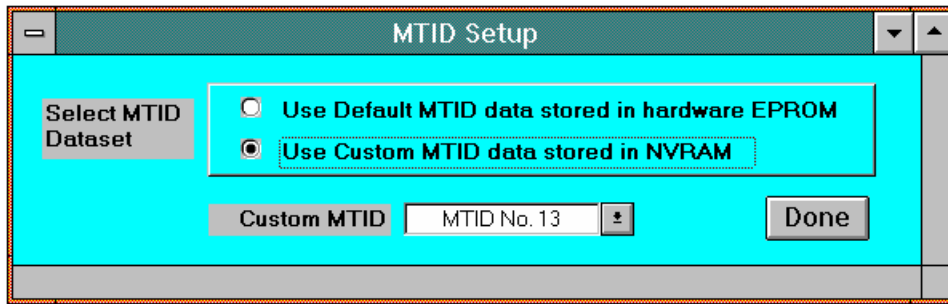 MTID Setup
Select MTID
Dataset
Use Default MTID data stored in hardware EPROM
Use Custom MTID data stored in NVRAM
Custom MTID
MTID No. 13
Done